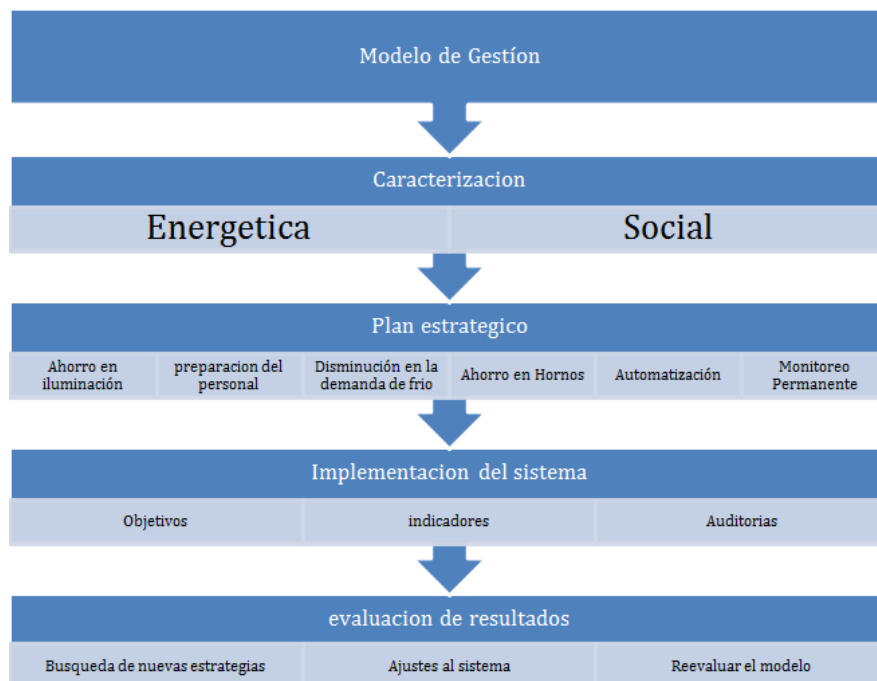 Modelo de Gestíon
Caracterizacion
Energetica
Social
Plan estrategico
Ahorro en
iluminación
preparacion del
personal
Disminución en la
demanda de frio
Ahorro en Hornos
Automatización
Monitoreo
Permanente
Implementacion del sistema
Objetivos
indicadores
Auditorias
evaluacion de resultados
Busqueda de nuevas estrategias
Ajustes al sistema
Reevaluar el modelo